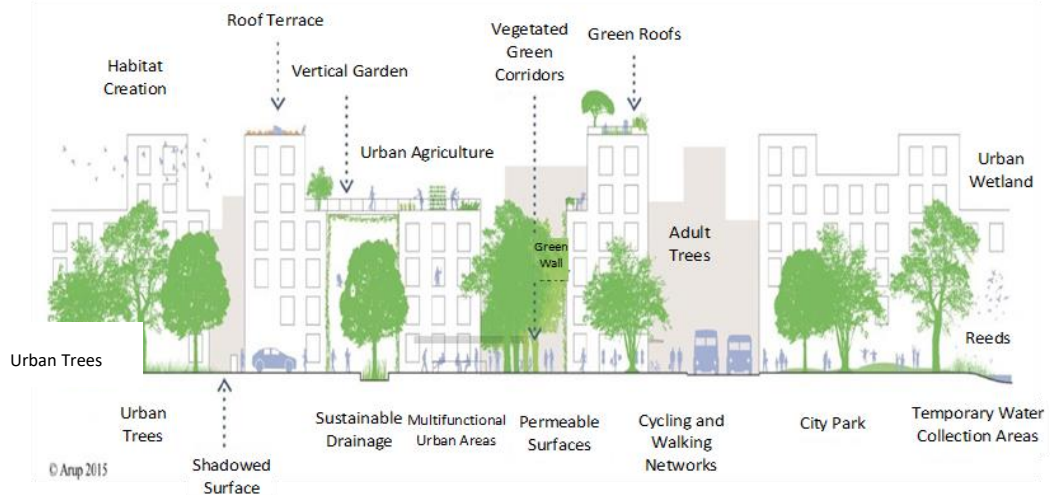 Roof Terrace
Vegetated
Green
Corridors
Green Roofs
Habitat
Creation
Vertical Garden
Urban Agriculture
Urban
Wetland
Adult
Trees
Green
Wall
Reeds
Urban Trees
Urban
Trees
Sustainable
Drainage
Multifunctional
Urban Areas
Permeable
Surfaces
Cycling and
Walking
Networks
City Park
Temporary Water
Collection Areas
Shadowed
Surface
© Arup 2015